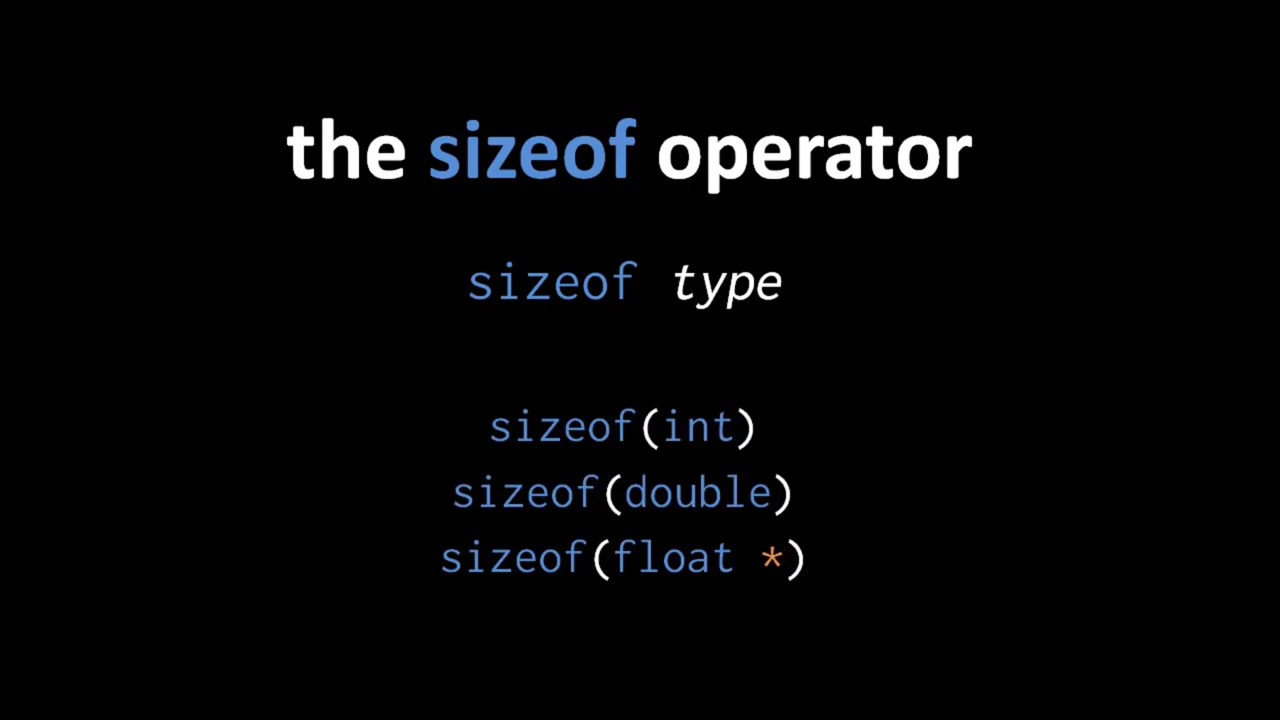 the sizeof operator
sizeof type
sizeof(int)
sizeof(double)
sizeof(float *)